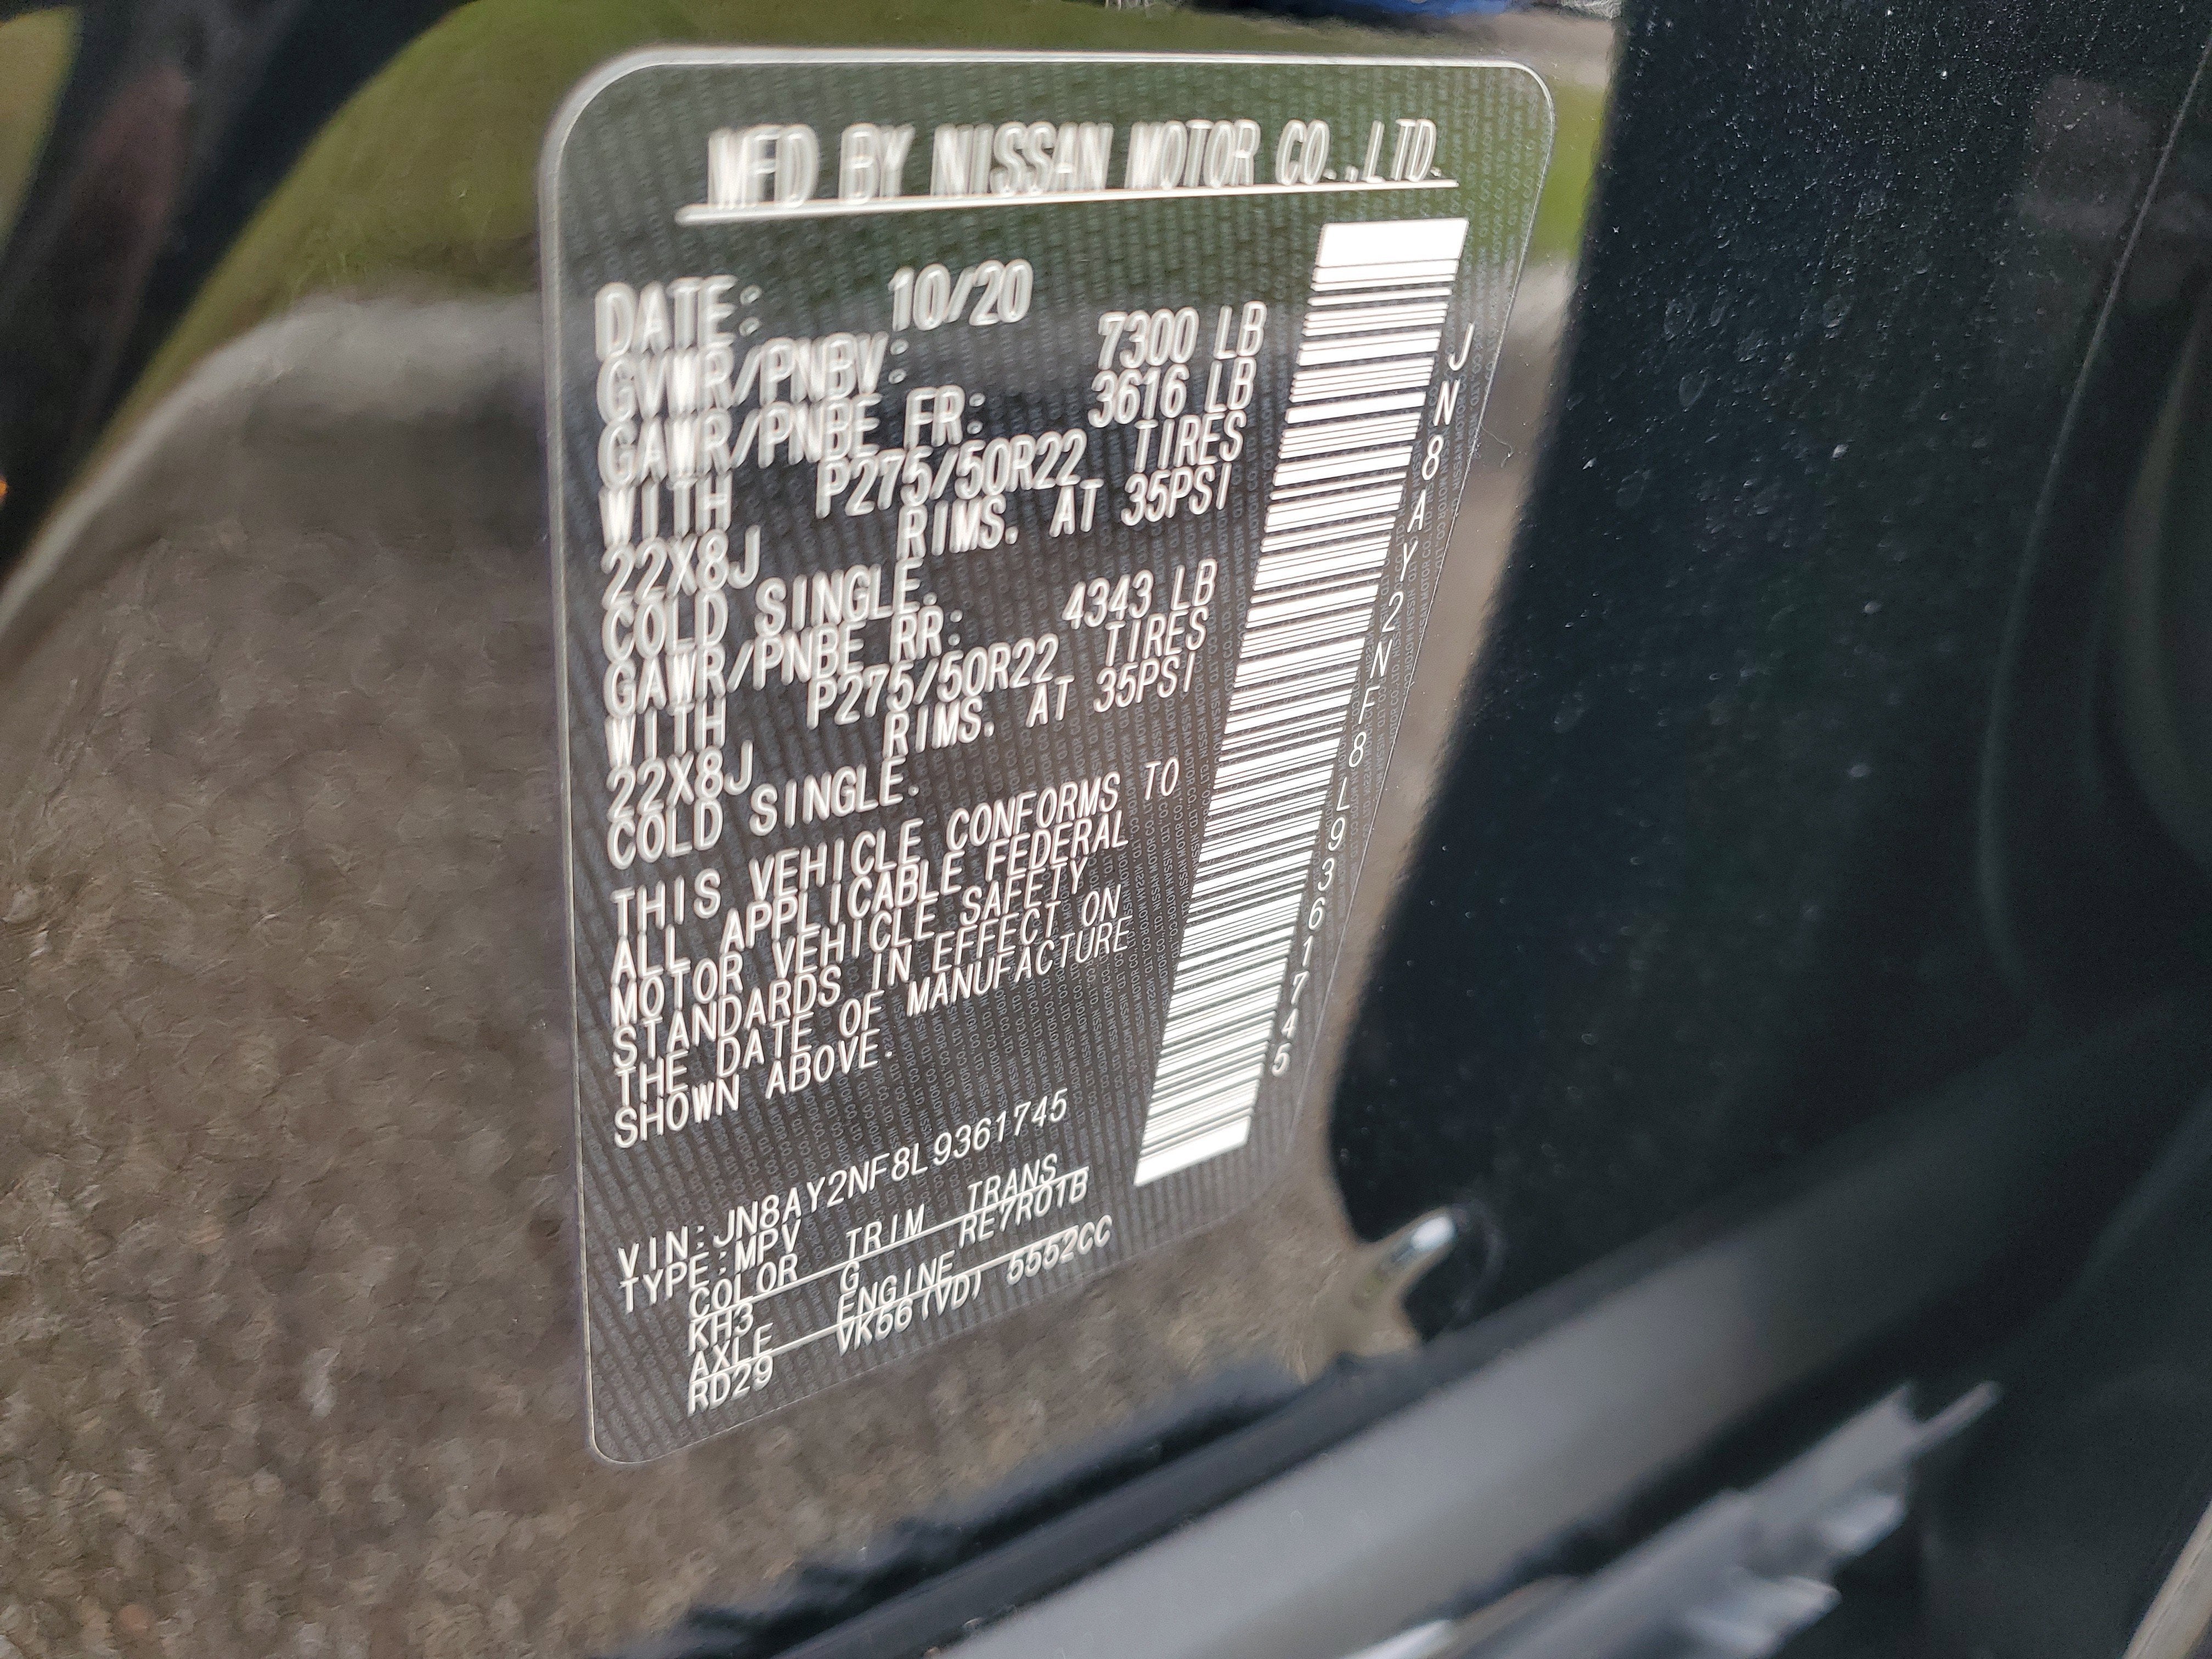 MFD BY NISSAN MOTOR CO.,LTD.
DATE: 10/20
GVWR/PNBV: 7300 LB
GAWR/PNBE FR: 3616 LB
WITH P275/50R22 TIRES
22X8J RIMS. AT 35PSI
COLD SINGLE.
GAWR/PNBE RR: 4343 LB
WITH P275/50R22 TIRES
22X8J RIMS. AT 35PSI
COLD SINGLE.
THIS VEHICLE CONFORMS TO
ALL APPLICABLE FEDERAL
MOTOR VEHICLE SAFETY
STANDARDS IN EFFECT ON
THE DATE OF MANUFACTURE
SHOWN ABOVE.
VIN:JN8AY2NF8L9361745
TYPE:MPV
COLOR TRIM TRANS
KH3 G RE7R01B
AXLE ENGINE
RD29 VK56(VD) 5552CC
JN8AY2NF8L9361745